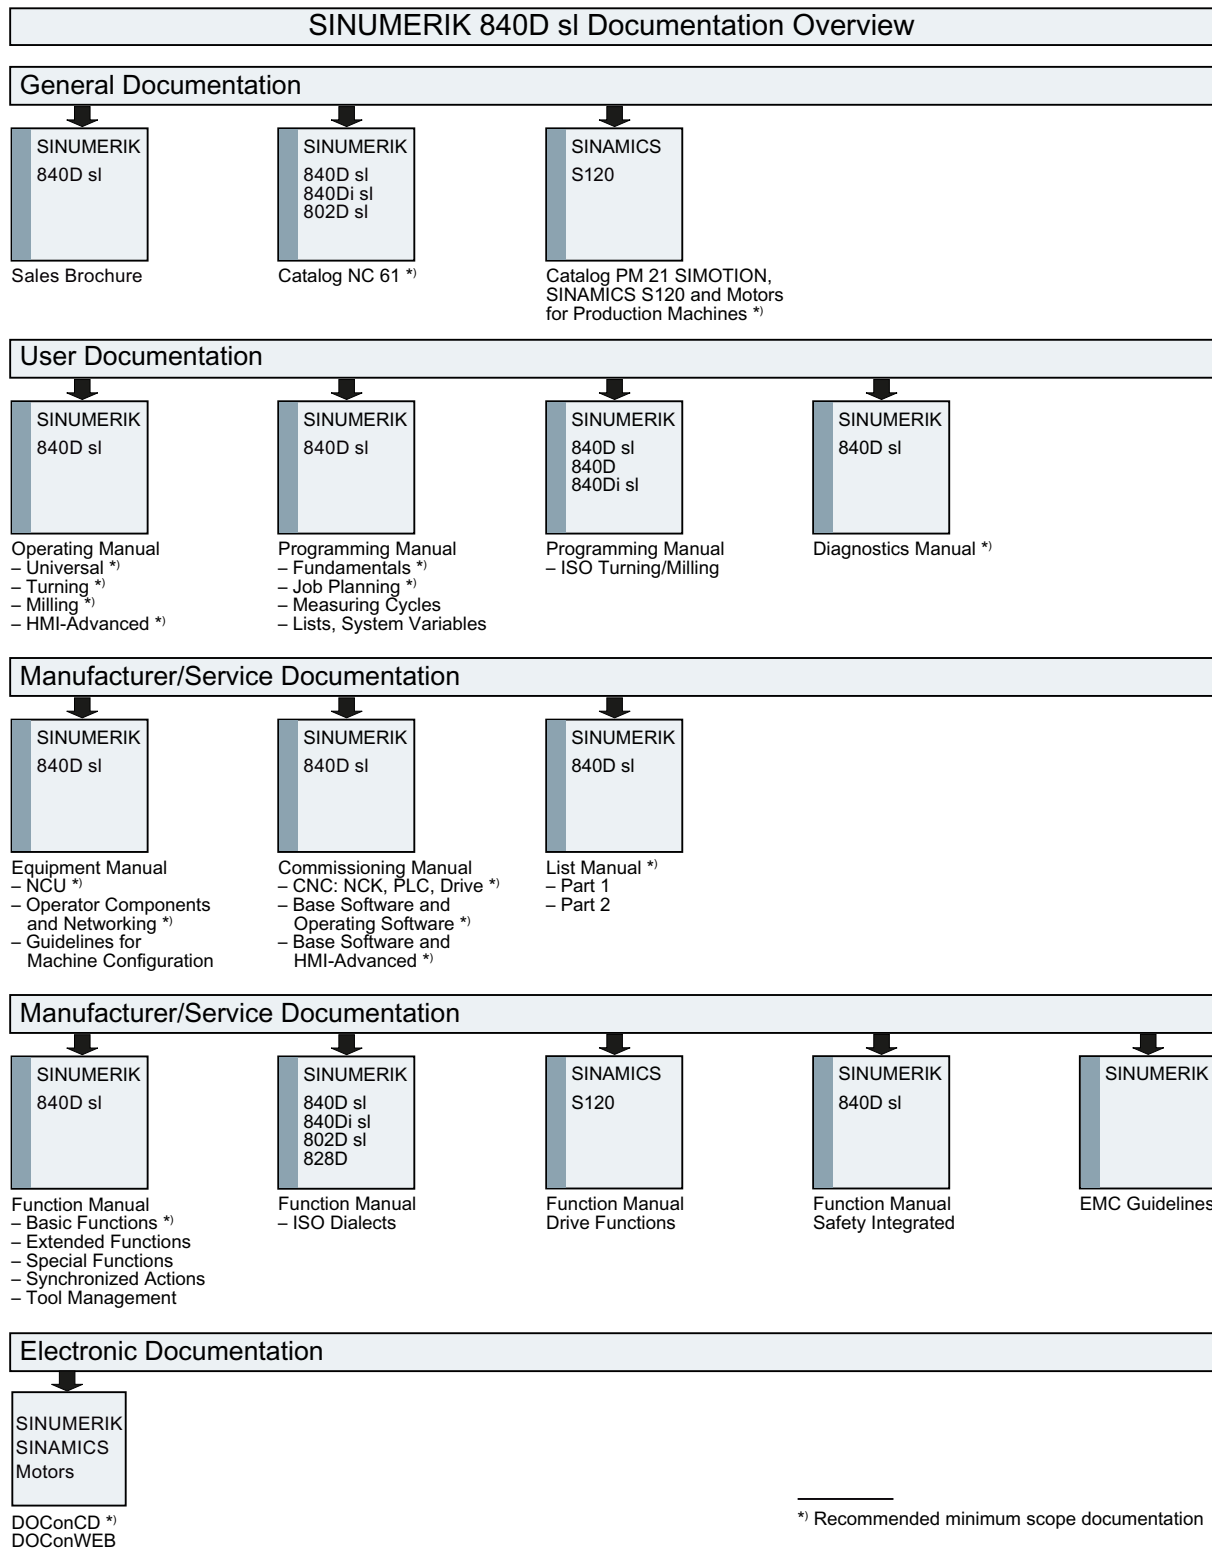 SINUMERIK 840D sl Documentation Overview
General Documentation
SINUMERIK
840D sl
Sales Brochure
SINUMERIK
840D sl
840Di sl
802D sl
Catalog NC 61 *)
SINAMICS
S120
Catalog PM 21 SIMOTION,
SINAMICS S120 and Motors
for Production Machines *)
User Documentation
SINUMERIK
840D sl
Operating Manual
– Universal *)
– Turning *)
– Milling *)
– HMI-Advanced *)
SINUMERIK
840D sl
Programming Manual
– Fundamentals *)
– Job Planning *)
– Measuring Cycles
– Lists, System Variables
SINUMERIK
840D sl
840D
840Di sl
Programming Manual
– ISO Turning/Milling
SINUMERIK
840D sl
Diagnostics Manual *)
Manufacturer/Service Documentation
SINUMERIK
840D sl
Equipment Manual
– NCU *)
– Operator Components
and Networking *)
– Guidelines for
Machine Configuration
SINUMERIK
840D sl
Commissioning Manual
– CNC: NCK, PLC, Drive *)
– Base Software and
Operating Software *)
– Base Software and
HMI-Advanced *)
SINUMERIK
840D sl
List Manual *)
– Part 1
– Part 2
Manufacturer/Service Documentation
SINUMERIK
840D sl
Function Manual
– Basic Functions *)
– Extended Functions
– Special Functions
– Synchronized Actions
– Tool Management
SINUMERIK
840D sl
840Di sl
802D sl
828D
Function Manual
– ISO Dialects
SINAMICS
S120
Function Manual
Drive Functions
SINUMERIK
840D sl
Function Manual
Safety Integrated
SINUMERIK
EMC Guidelines
Electronic Documentation
SINUMERIK
SINAMICS
Motors
DOConCD *)
DOConWEB
*) Recommended minimum scope documentation